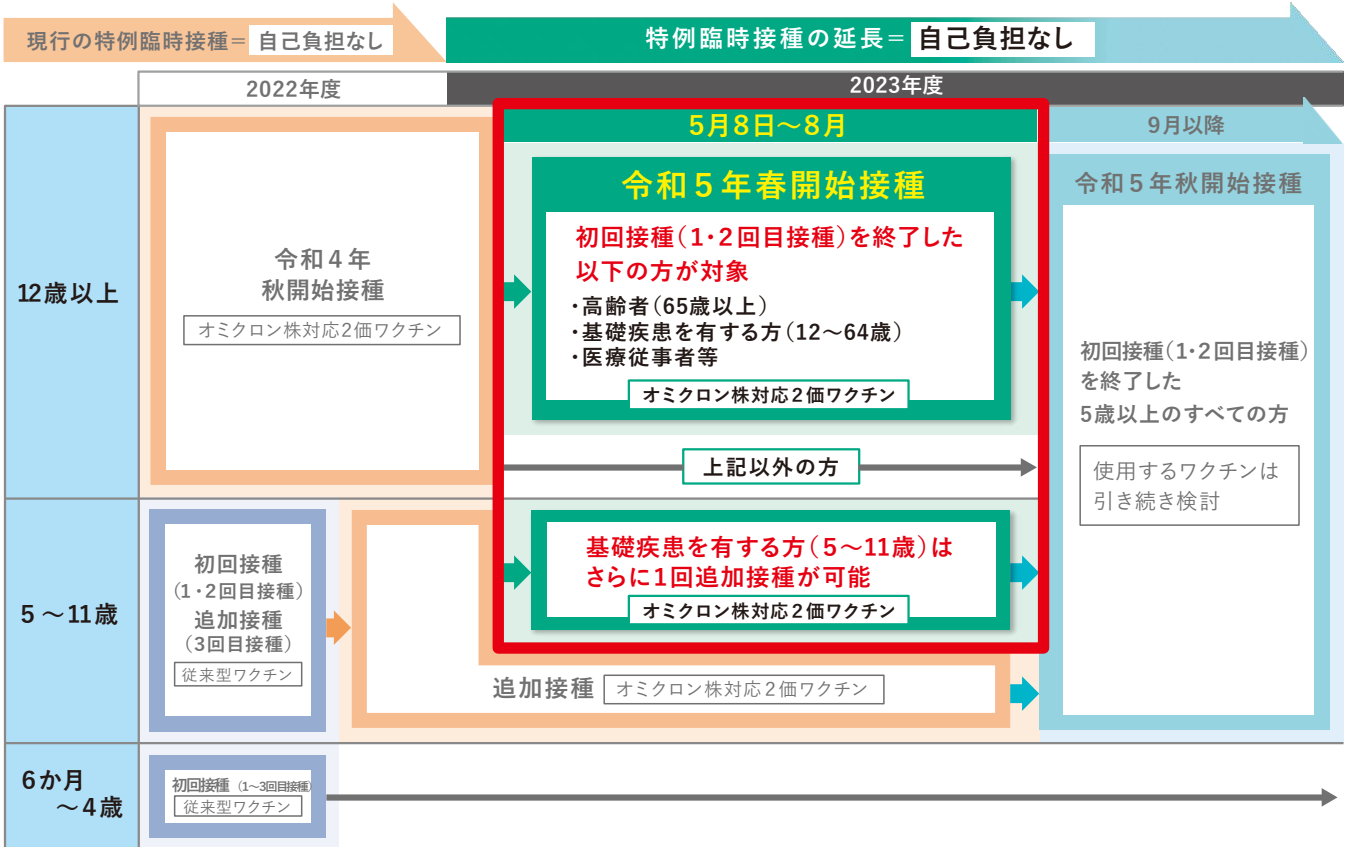 現行の特例臨時接種＝ 自己負担なし
特例臨時接種の延長＝ 自己負担なし
2022年度
2023年度
5月8日～8月
9月以降
12歳以上
令和4年
秋開始接種
オミクロン株対応2価ワクチン
令和5年春開始接種
初回接種（1・2回目接種）を終了した
以下の方が対象
・高齢者（65歳以上）
・基礎疾患を有する方（12～64歳）
・医療従事者等
オミクロン株対応2価ワクチン
上記以外の方
令和5年秋開始接種
初回接種（1・2回目接種）
を終了した
5歳以上のすべての方
使用するワクチンは
引き続き検討
5～11歳
初回接種
（1・2回目接種）
追加接種
（3回目接種）
従来型ワクチン
基礎疾患を有する方（5～11歳）は
さらに1回追加接種が可能
オミクロン株対応2価ワクチン
追加接種 オミクロン株対応2価ワクチン
6か月
～4歳
初回接種（1～3回目接種）
従来型ワクチン